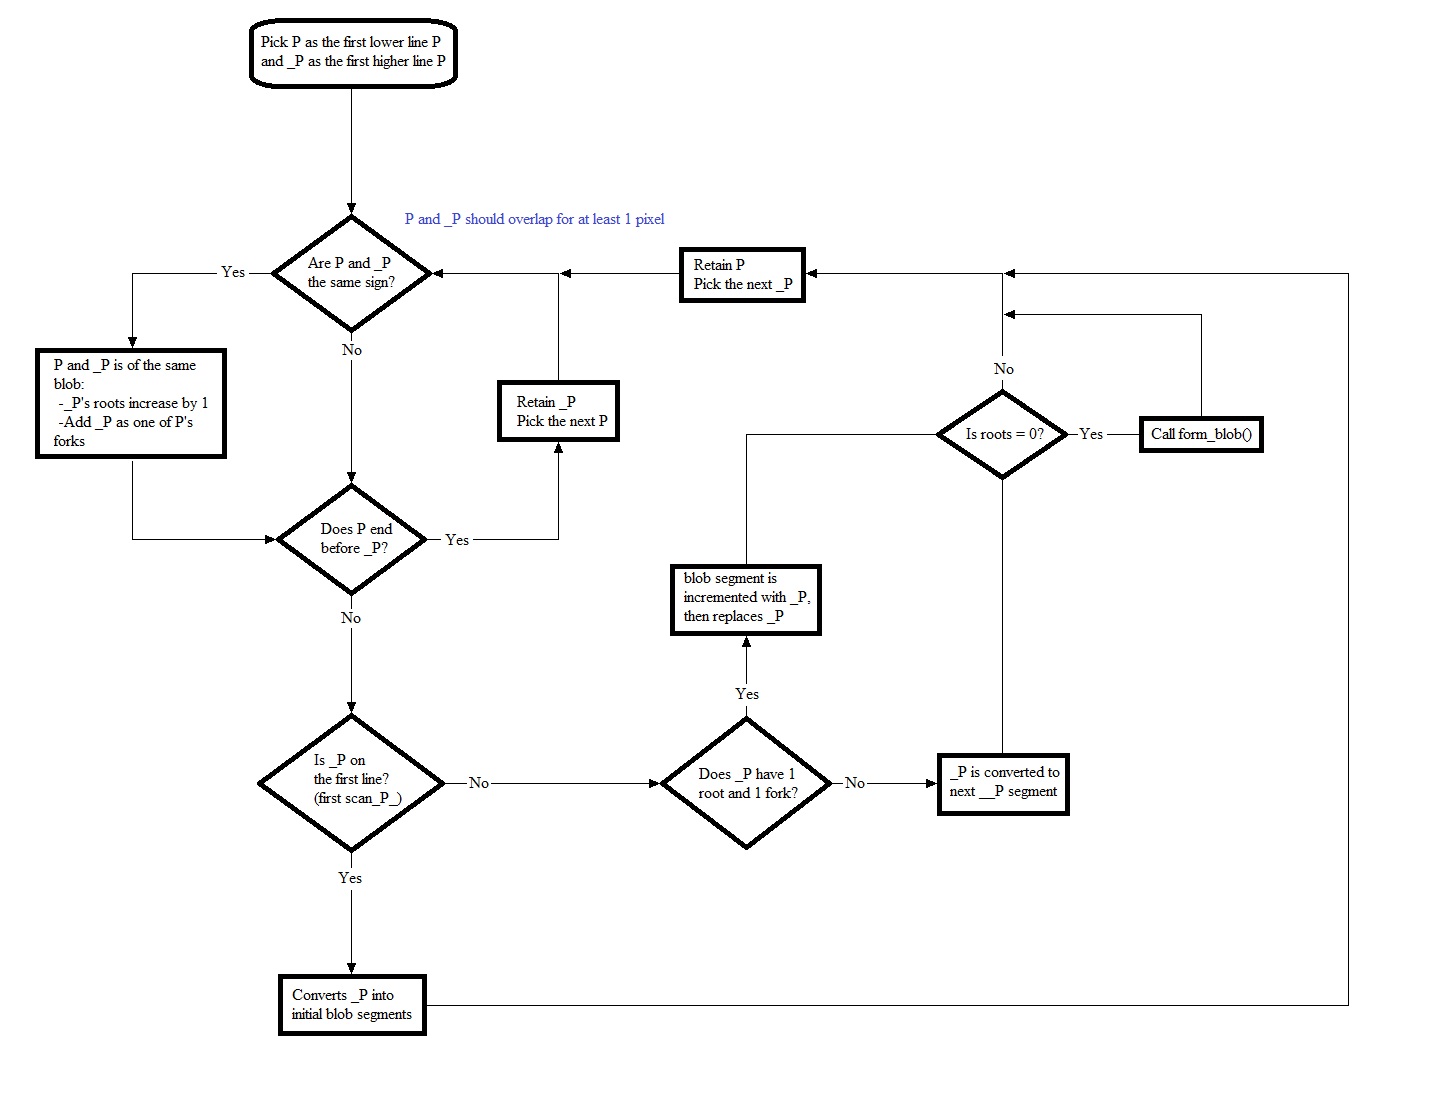 Pick P as the first lower line P
and _P as the first higher line P
P and _P should overlap for at least 1 pixel
Are P and _P
the same sign?
Yes
No
Retain P
Pick the next _P
P and _P is of the same
blob:
-_P's roots increase by 1
-Add _P as one of P's
forks
Retain _P
Pick the next P
No
Is roots = 0?
Yes
Call form_blob()
Does P end
before _P?
Yes
No
blob segment is
incremented with _P,
then replaces _P
Yes
Is _P on
the first line?
(first scan_P_)
No
Does _P have 1
root and 1 fork?
No
_P is converted to
next __P segment
Yes
Converts _P into
initial blob segments